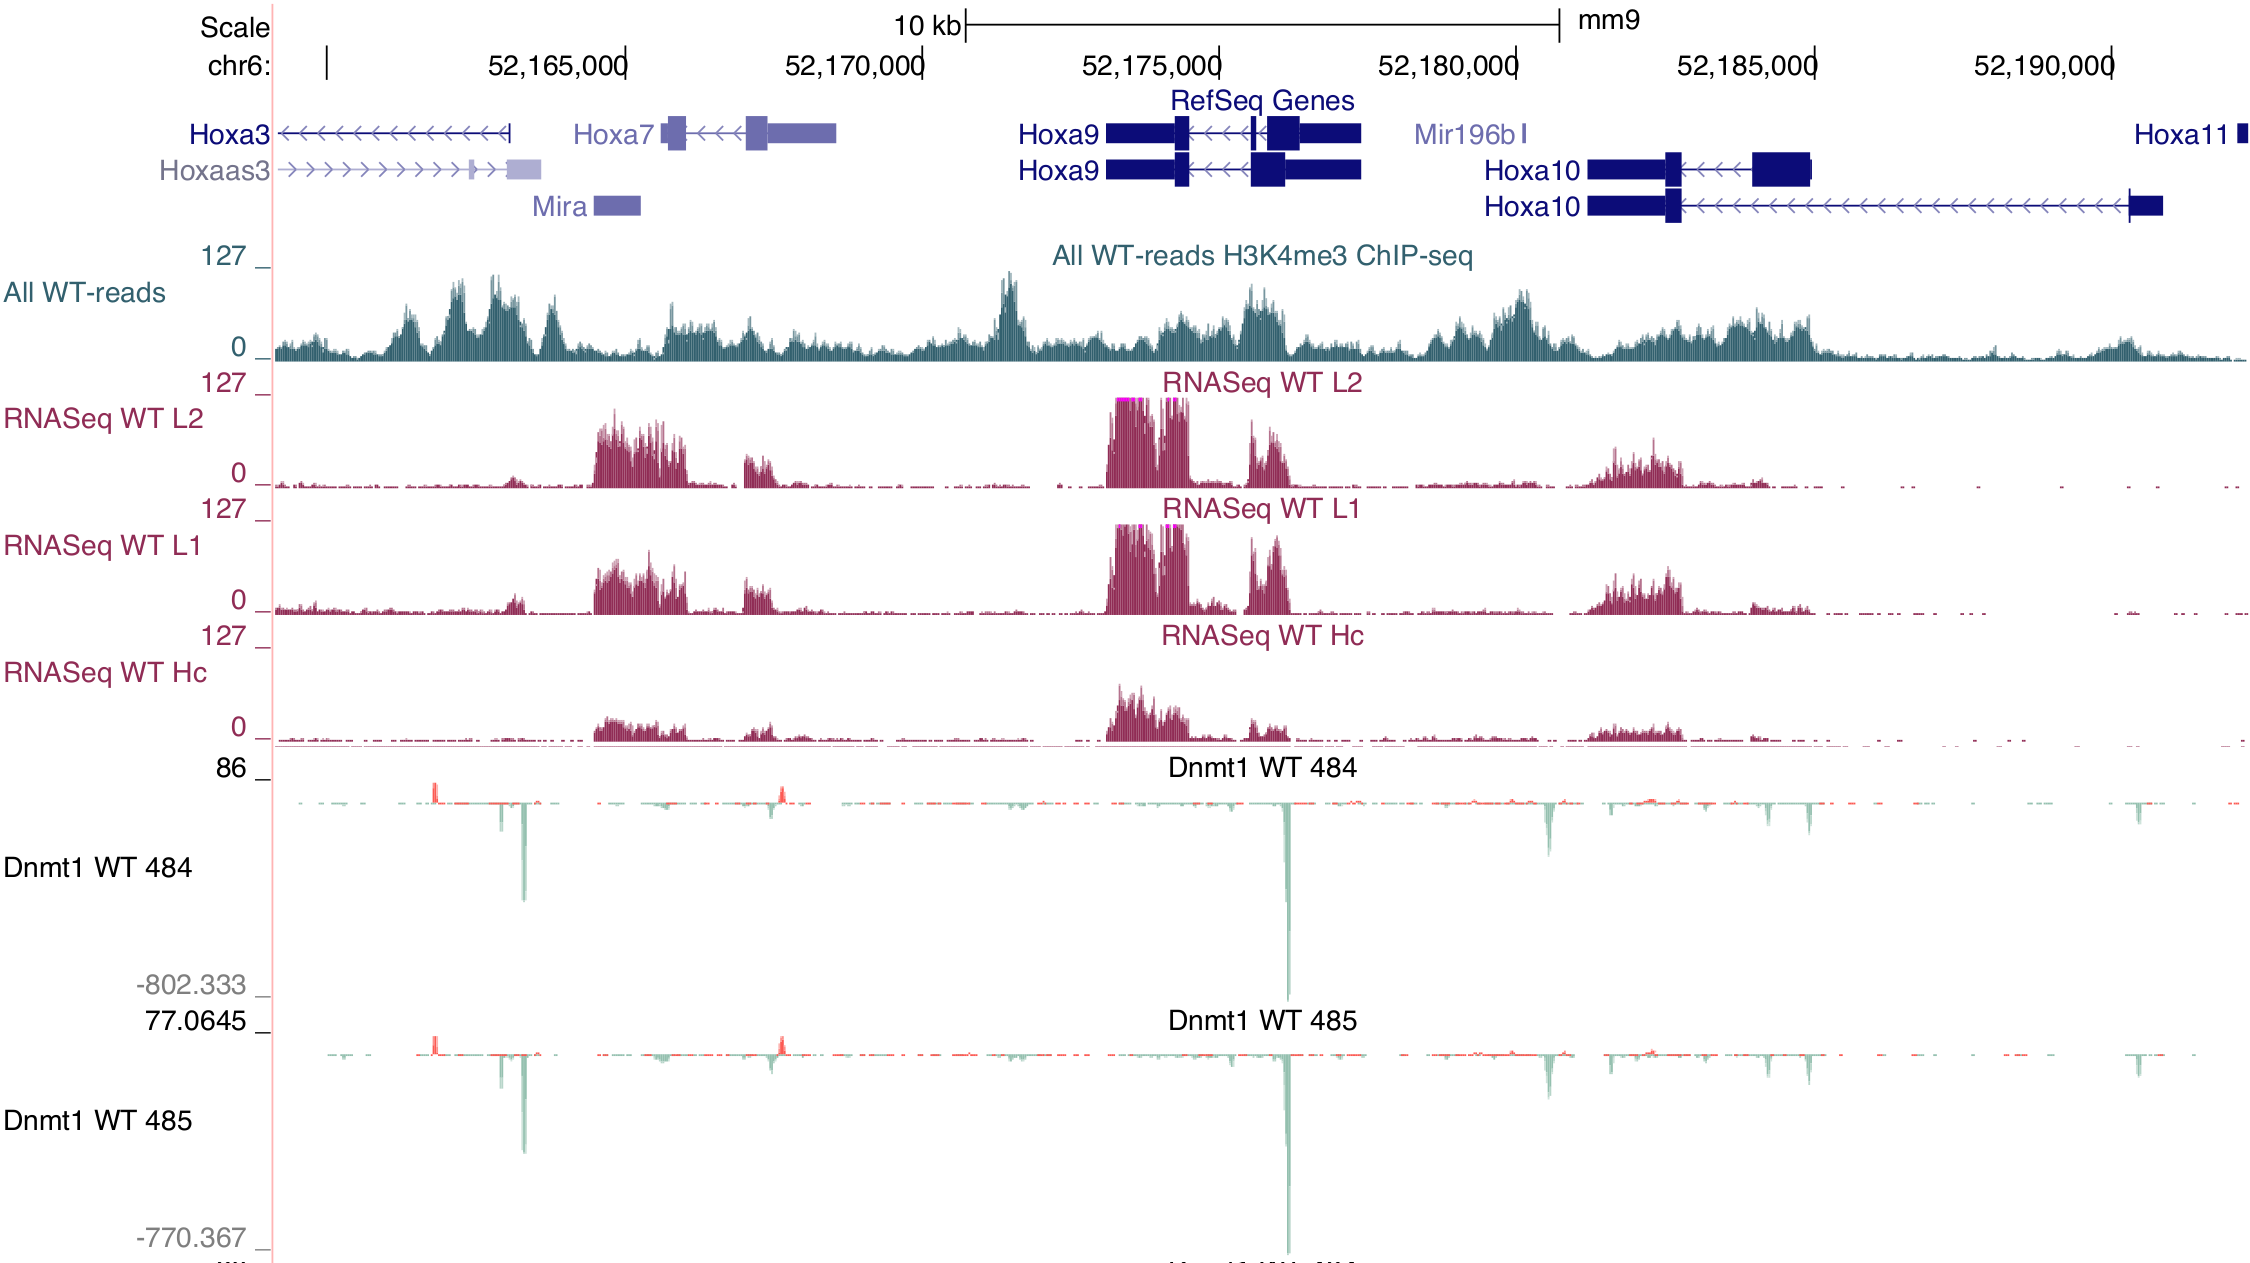 Scale 10 kb mm9
chr6: 52,165,000 52,170,000 52,175,000 52,180,000 52,185,000 52,190,000
RefSeq Genes
Hoxa3 Hoxa7 Hoxa9 Mir196b Hoxa11
Hoxaas3 Hoxa9 Hoxa10
Mira Hoxa10
127 All WT-reads H3K4me3 ChIP-seq
All WT-reads
0
127 RNASeq WT L2
RNASeq WT L2
0
127 RNASeq WT L1
RNASeq WT L1
0
127 RNASeq WT Hc
RNASeq WT Hc
0
86 Dnmt1 WT 484
Dnmt1 WT 484
-802.333
77.0645 Dnmt1 WT 485
Dnmt1 WT 485
-770.367